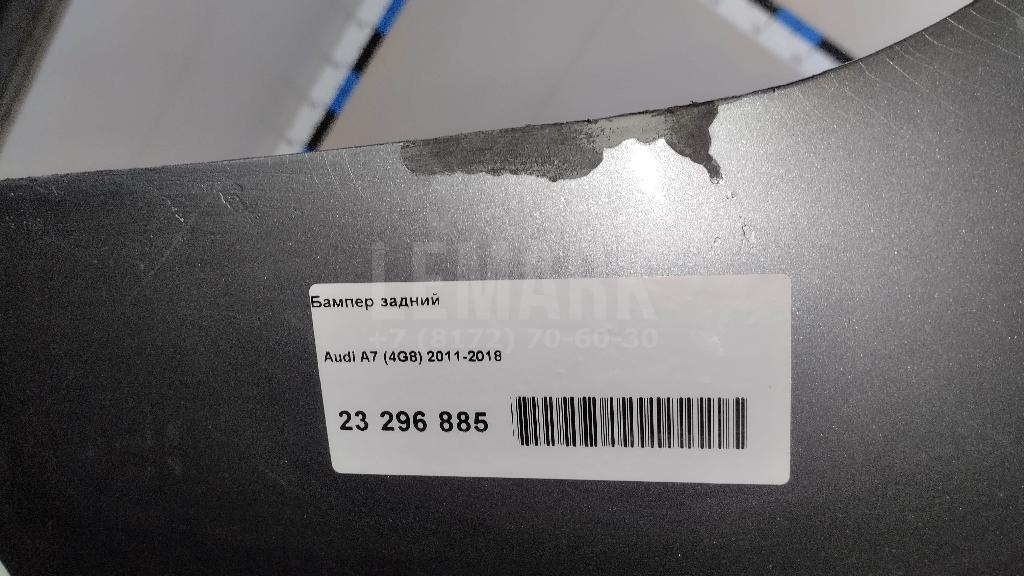 LEMARK
+7 (8172) 70-60-30
Бампер задний
Audi A7 (4G8) 2011-2018
23 296 885